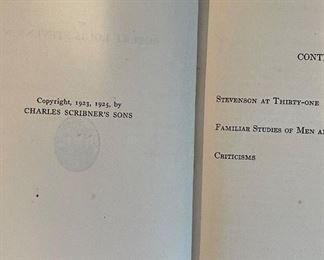 Copyright, 1923, 1925, by
CHARLES SCRIBNER'S SONS
CONT
STEVENSON AT THIRTY-ONE
FAMILIAR STUDIES OF MEN A
CRITICISMS